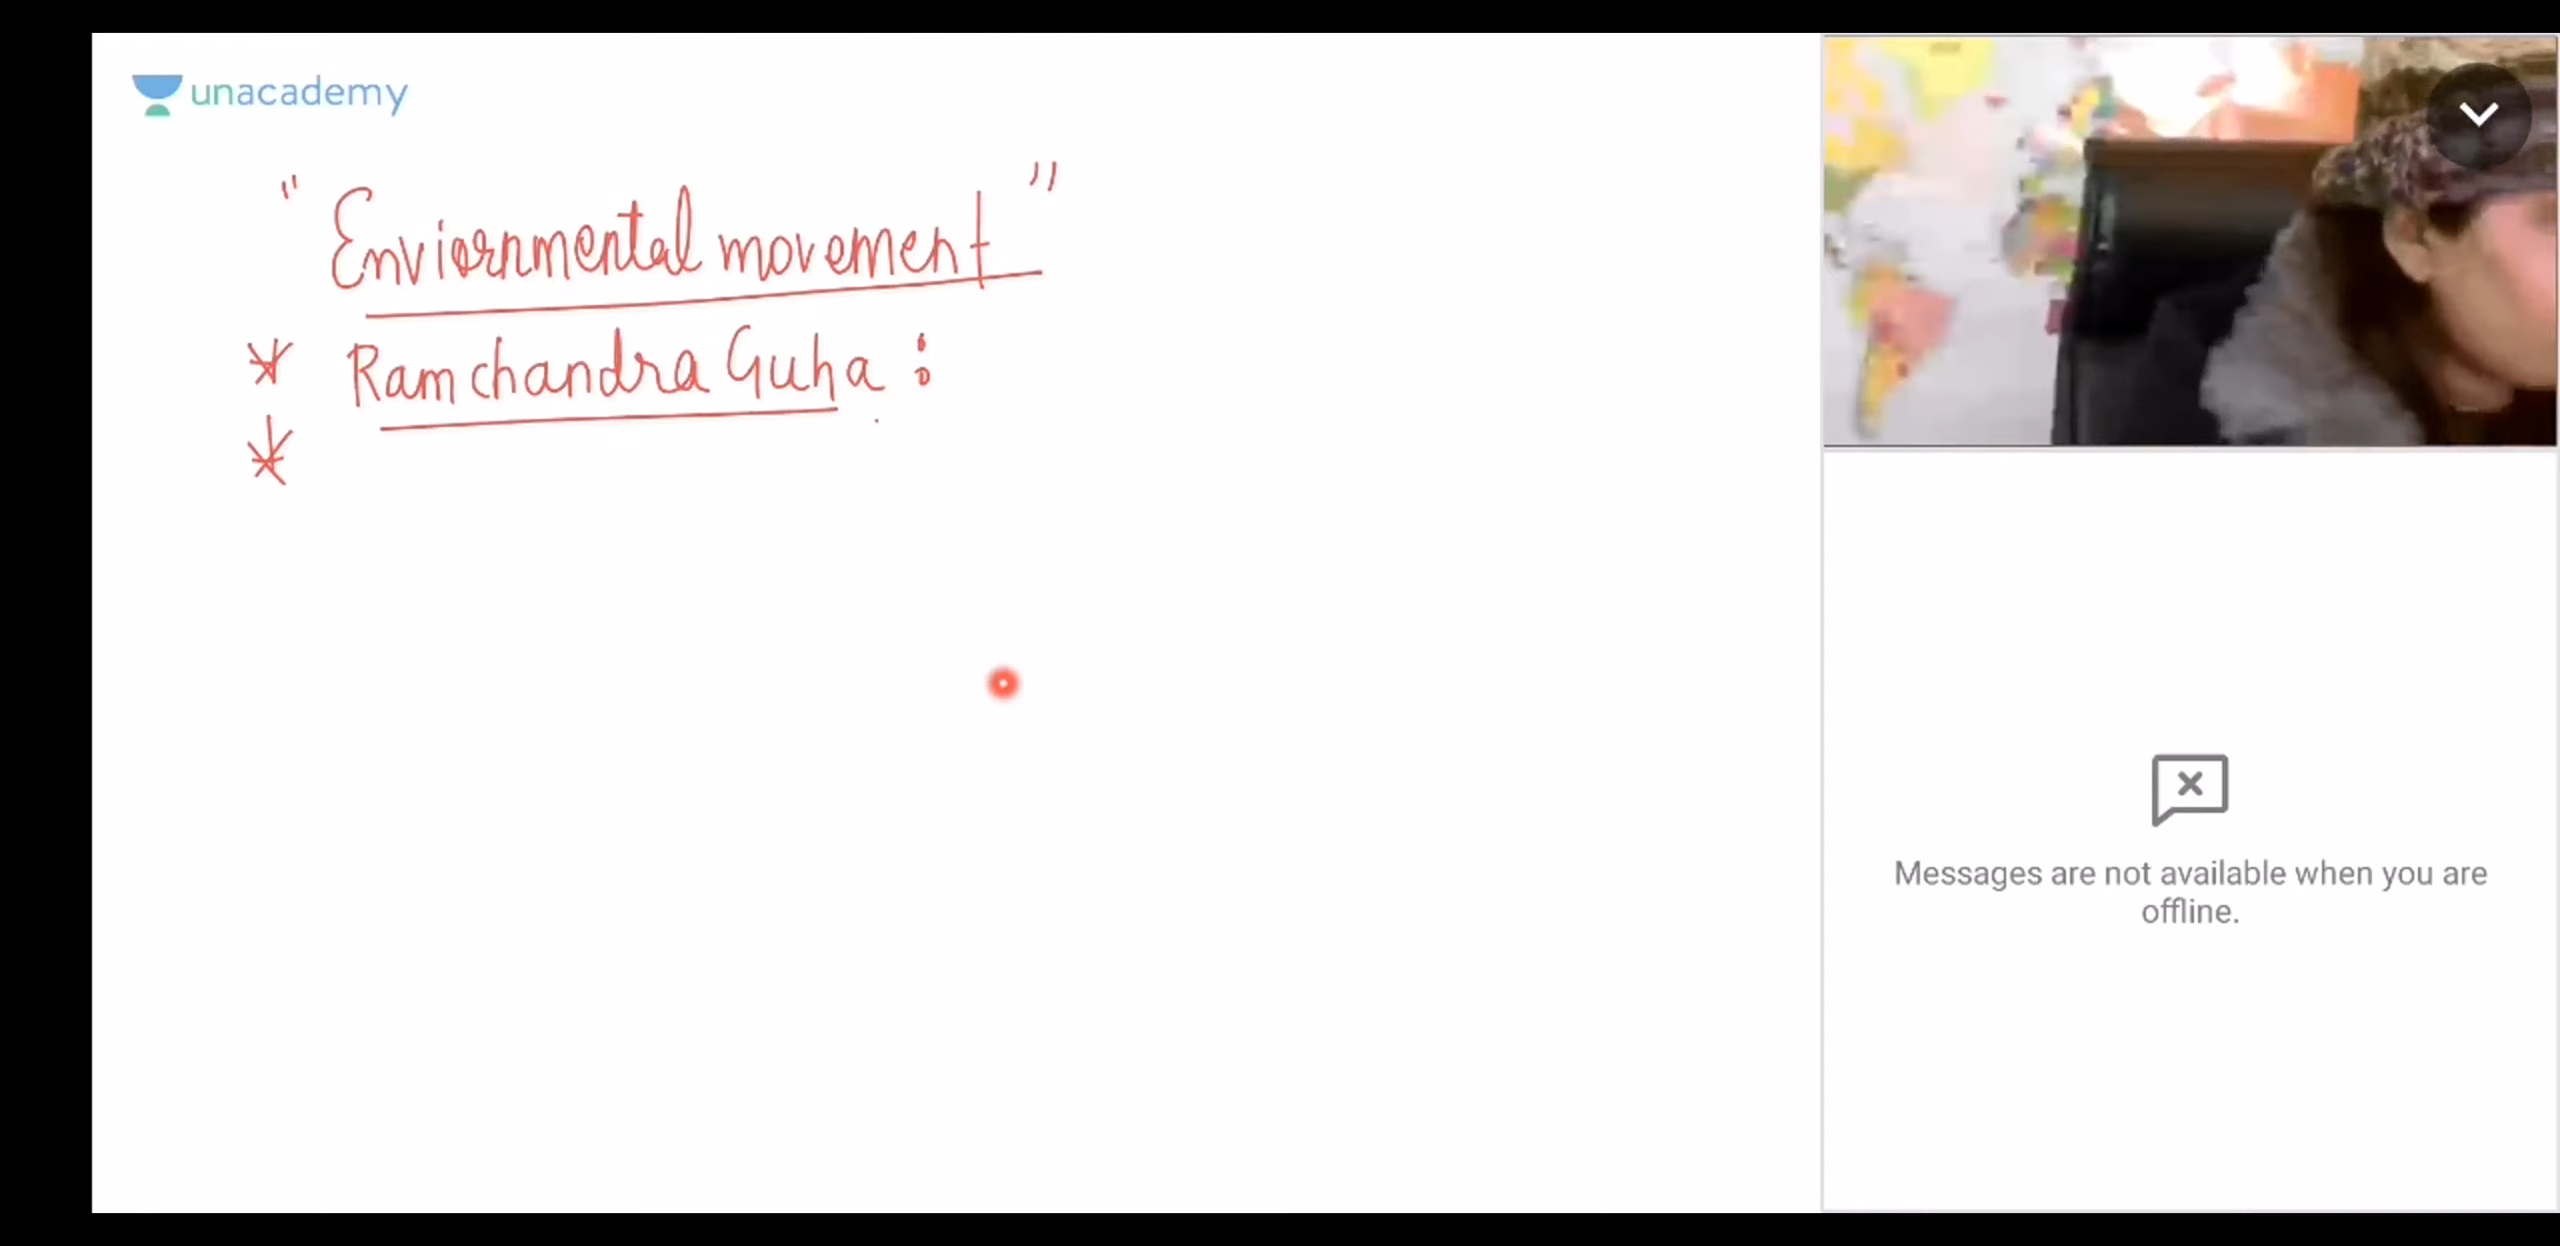 unacademy
" Enviornmental movement "
* Ramchandra Guha :
*
Messages are not available when you are
offline.